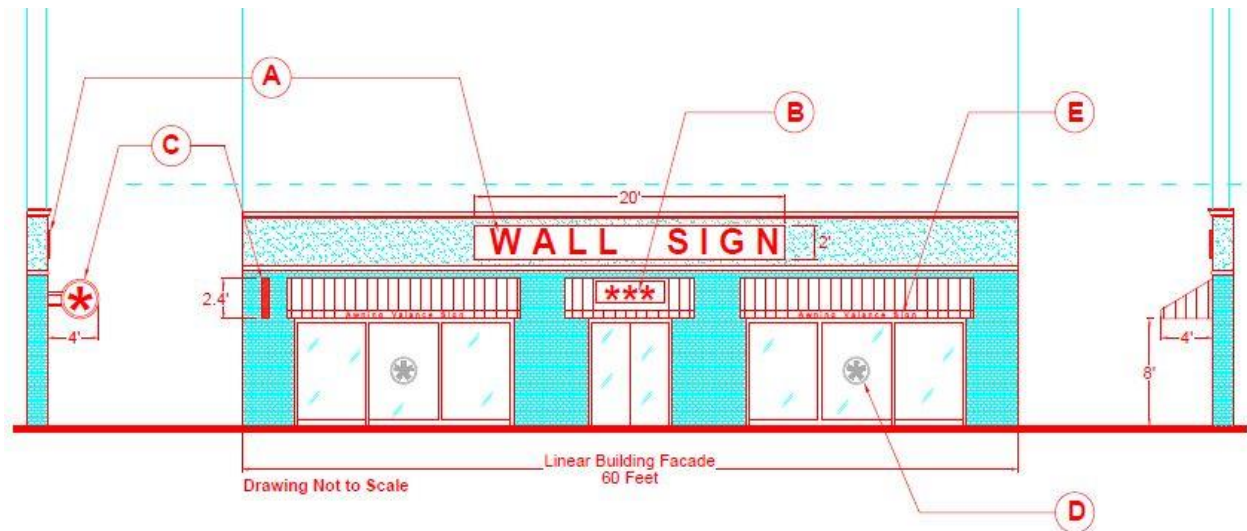 A
B
E
C
20'
WALL SIGN
2'
***
*
2.4'
Awning Valance Sign
Awning Valance Sign
4'
4'
*
*
8'
Linear Building Facade
60 Feet
Drawing Not to Scale
D